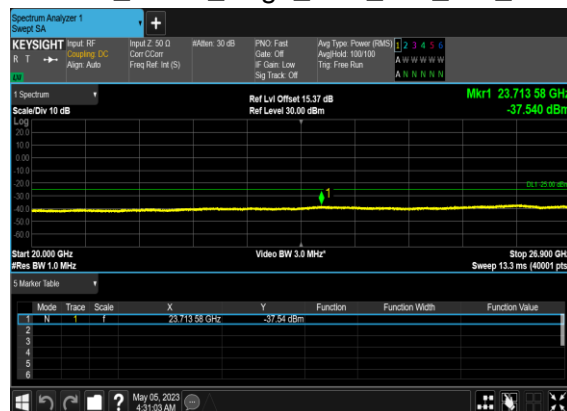 Spectrum Analyzer 1
Swept SA
KEYSIGHT
R T
Input: RF
Coupling: DC
Align: Auto
Input Z: 50 Ω
Corr CCorr
Freq Ref: Int (S)
#Atten: 30 dB
PNO: Fast
Gate: Off
IF Gain: Low
Sig Track: Off
Avg Type: Power (RMS)
Avg|Hold: 100/100
Trig: Free Run
1 2 3 4 5 6
A W W W W W
A N N N N N
1 Spectrum
Scale/Div 10 dB
Ref Lvl Offset 15.37 dB
Ref Level 30.00 dBm
Mkr1 23.713 58 GHz
-37.540 dBm
Log
20.0
10.0
0.00
-10.0
-20.0
-30.0
-40.0
-50.0
-60.0
1
DL1 -25.00 dBm
Start 20.000 GHz
#Res BW 1.0 MHz
Video BW 3.0 MHz*
Stop 26.900 GHz
Sweep 13.3 ms (40001 pts)
5 Marker Table
Mode Trace Scale X Y Function Function Width Function Value
1 N 1 f 23.713 58 GHz -37.54 dBm
2
3
4
5
6
?
May 05, 2023
4:31:03 AM